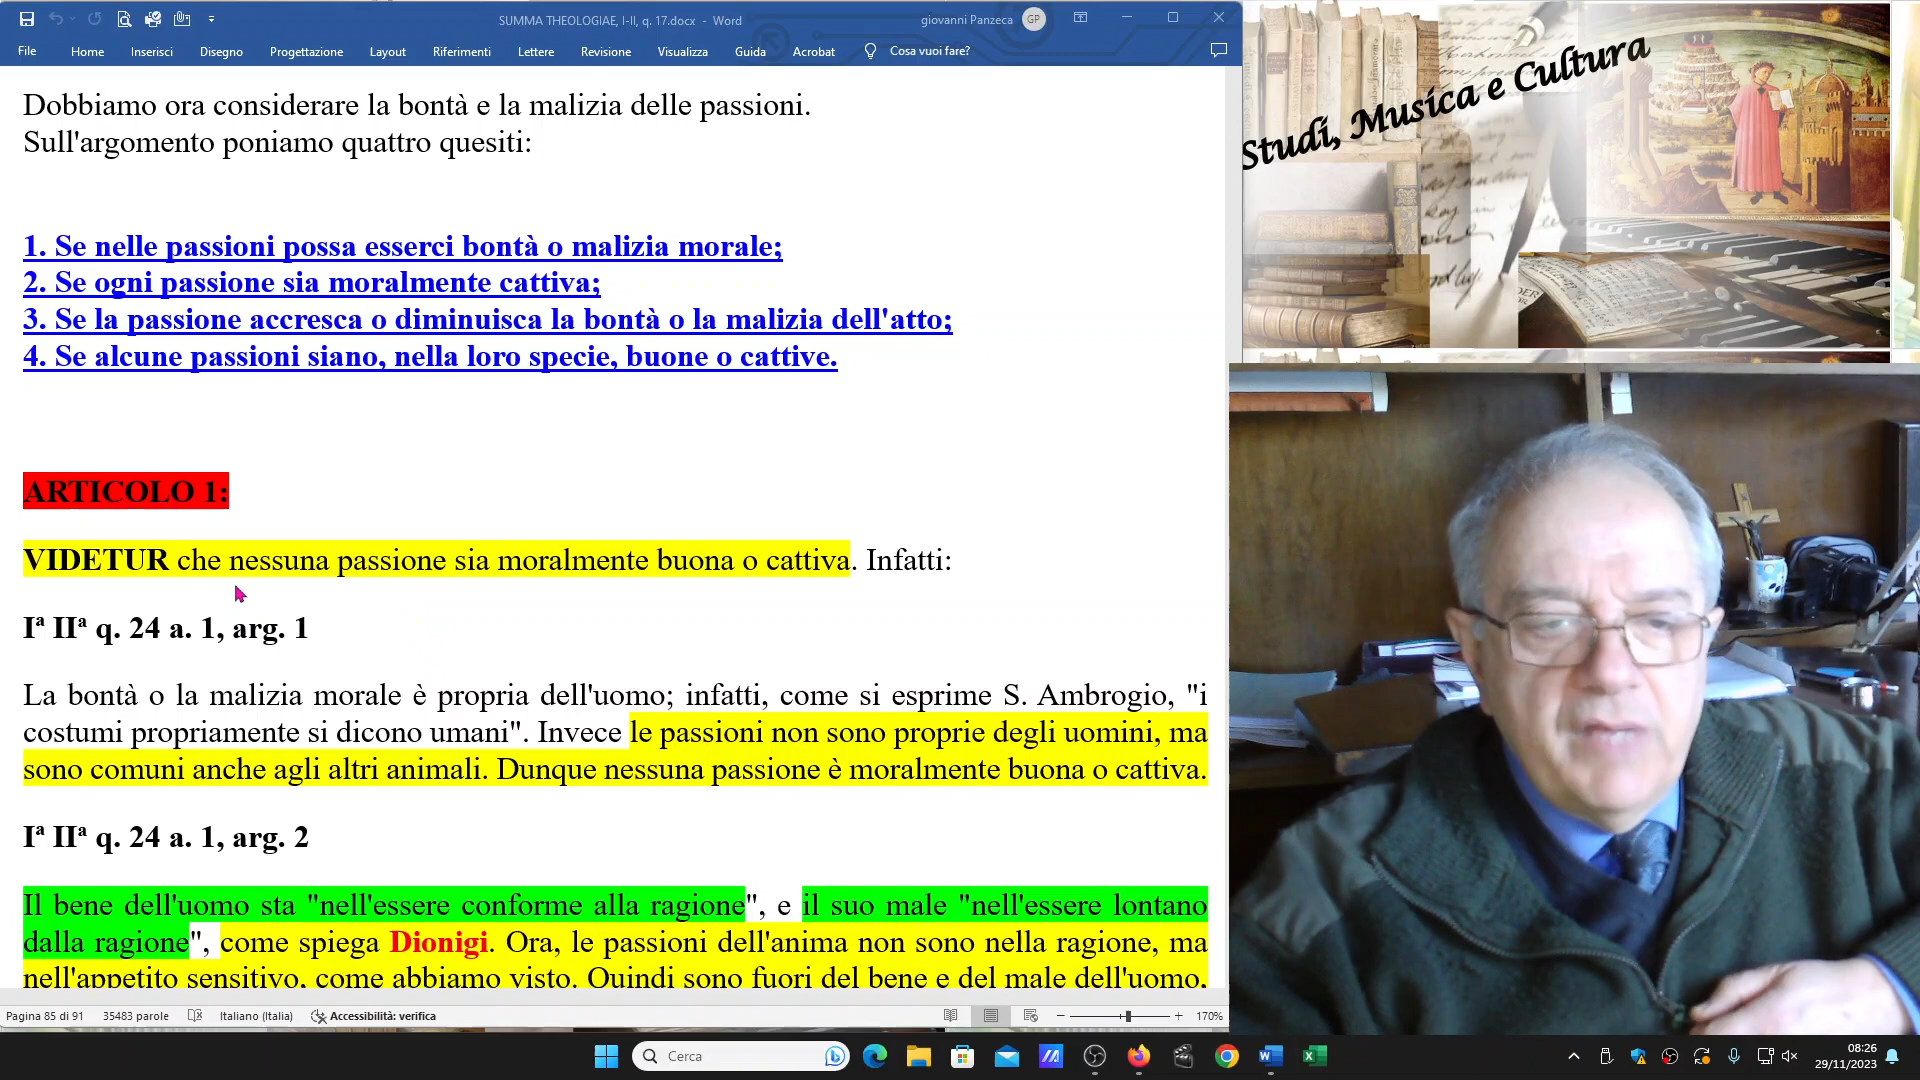 SUMMA THEOLOGIAE, I-II, q. 17.docx - Word
giovanni Panzeca GP
File Home Inserisci Disegno Progettazione Layout Riferimenti Lettere Revisione Visualizza Guida Acrobat Cosa vuoi fare?
Dobbiamo ora considerare la bontà e la malizia delle passioni.
Sull'argomento poniamo quattro quesiti:
1. Se nelle passioni possa esserci bontà o malizia morale;
2. Se ogni passione sia moralmente cattiva;
3. Se la passione accresca o diminuisca la bontà o la malizia dell'atto;
4. Se alcune passioni siano, nella loro specie, buone o cattive.
ARTICOLO 1:
VIDETUR che nessuna passione sia moralmente buona o cattiva. Infatti:
Iª IIª q. 24 a. 1, arg. 1
La bontà o la malizia morale è propria dell'uomo; infatti, come si esprime S. Ambrogio, "i
costumi propriamente si dicono umani". Invece le passioni non sono proprie degli uomini, ma
sono comuni anche agli altri animali. Dunque nessuna passione è moralmente buona o cattiva.
Iª IIª q. 24 a. 1, arg. 2
Il bene dell'uomo sta "nell'essere conforme alla ragione", e il suo male "nell'essere lontano
dalla ragione", come spiega Dionigi. Ora, le passioni dell'anima non sono nella ragione, ma
nell'appetito sensitivo, come abbiamo visto. Quindi sono fuori del bene e del male dell'uomo,
Pagina 85 di 91 35483 parole Italiano (Italia) Accessibilità: verifica 170%
Studi, Musica e Cultura
Cerca
08:26
29/11/2023